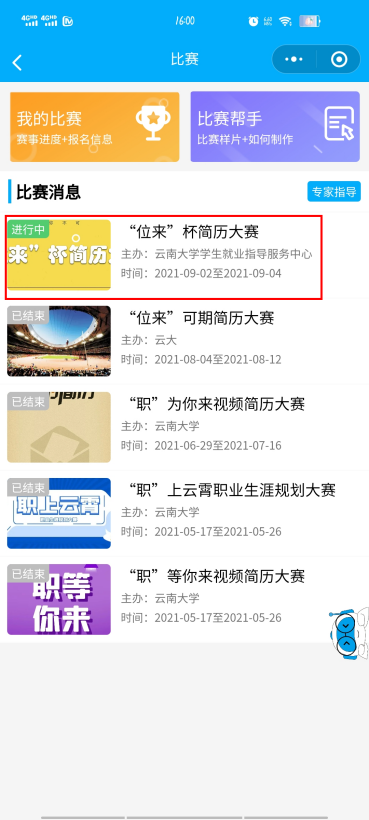 4GHD 4GHD
16:00
比赛
我的比赛
赛事进度+报名信息
比赛帮手
比赛样片+如何制作
比赛消息
专家指导
进行中
来”杯简历大
“位来”杯简历大赛
主办：云南大学学生就业指导服务中心
时间：2021-09-02至2021-09-04
已结束
“位来”可期简历大赛
主办：云大
时间：2021-08-04至2021-08-12
已结束
“职”为你来视频简历大赛
主办：云南大学
时间：2021-06-29至2021-07-16
已结束
职上云霄
“职”上云霄职业生涯规划大赛
主办：云南大学
时间：2021-05-17至2021-05-26
已结束
职等
你来
“职”等你来视频简历大赛
主办：云南大学
时间：2021-05-17至2021-05-26